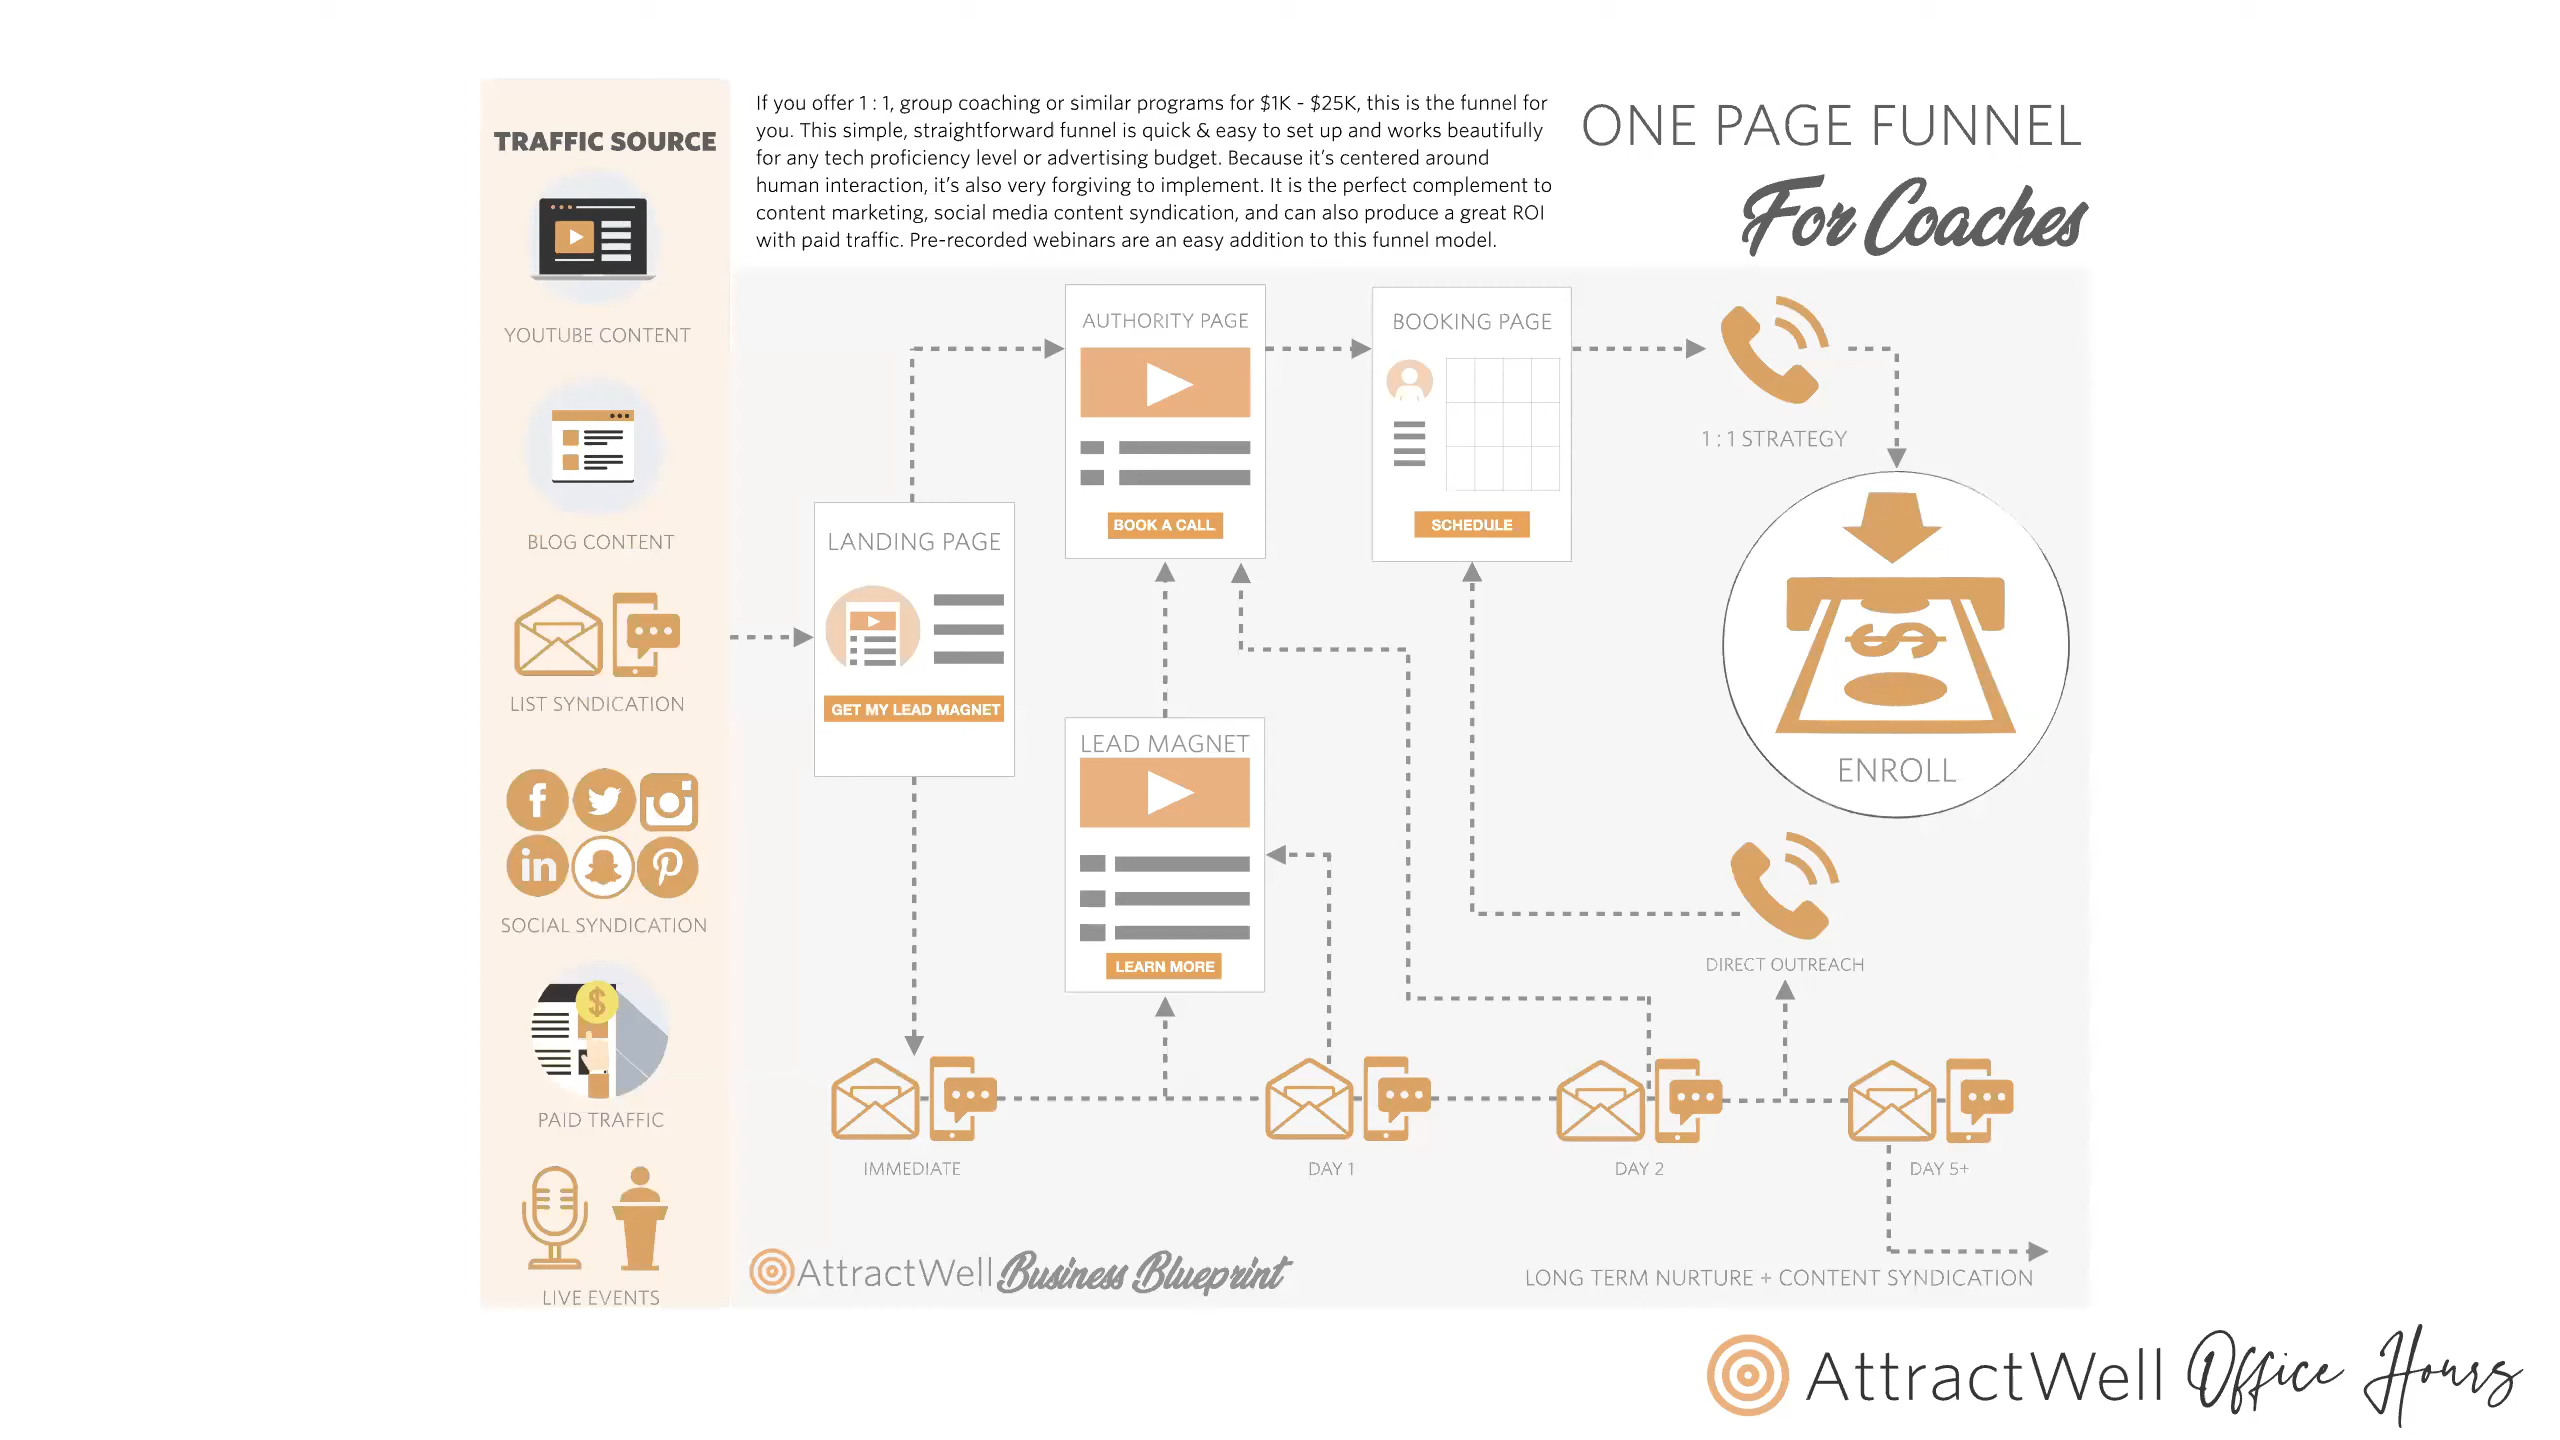 TRAFFIC SOURCE
YOUTUBE CONTENT
BLOG CONTENT
LIST SYNDICATION
f
in
SOCIAL SYNDICATION
$
PAID TRAFFIC
LIVE EVENTS
If you offer 1 : 1, group coaching or similar programs for $1K - $25K, this is the funnel for
you. This simple, straightforward funnel is quick & easy to set up and works beautifully
for any tech proficiency level or advertising budget. Because it's centered around
human interaction, it's also very forgiving to implement. It is the perfect complement to
content marketing, social media content syndication, and can also produce a great ROI
with paid traffic. Pre-recorded webinars are an easy addition to this funnel model.
ONE PAGE FUNNEL
For Coaches
LANDING PAGE
GET MY LEAD MAGNET
AUTHORITY PAGE
BOOK A CALL
BOOKING PAGE
SCHEDULE
1 : 1 STRATEGY
$
ENROLL
LEAD MAGNET
LEARN MORE
DIRECT OUTREACH
IMMEDIATE
DAY 1
DAY 2
DAY 5+
LONG TERM NURTURE + CONTENT SYNDICATION
AttractWell Business Blueprint
AttractWell Office Hours